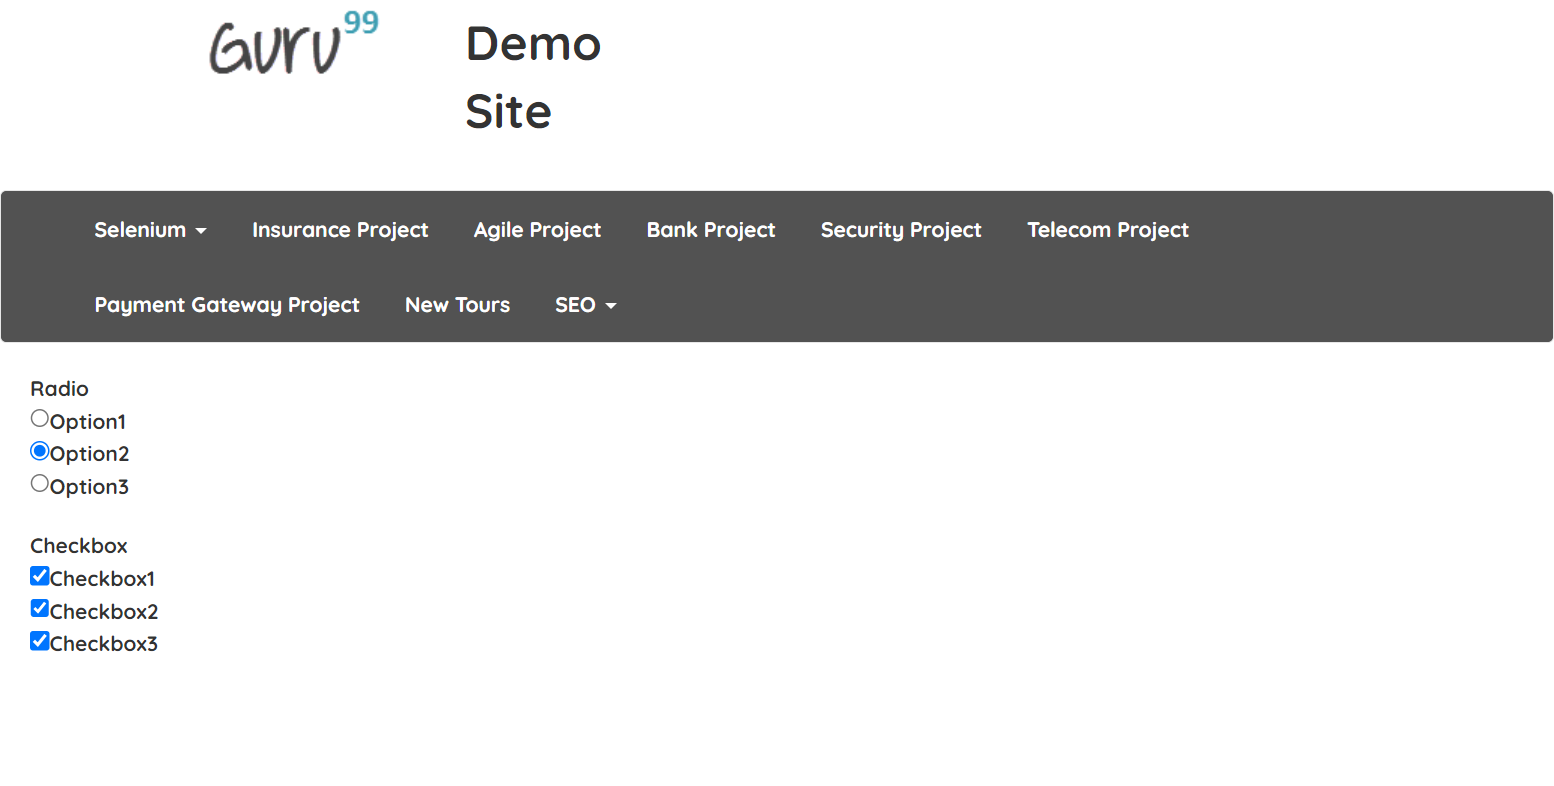 Guru99
Demo
Site
Selenium Insurance Project Agile Project Bank Project Security Project Telecom Project
Payment Gateway Project New Tours SEO
Radio
Option1
Option2
Option3
Checkbox
Checkbox1
Checkbox2
Checkbox3